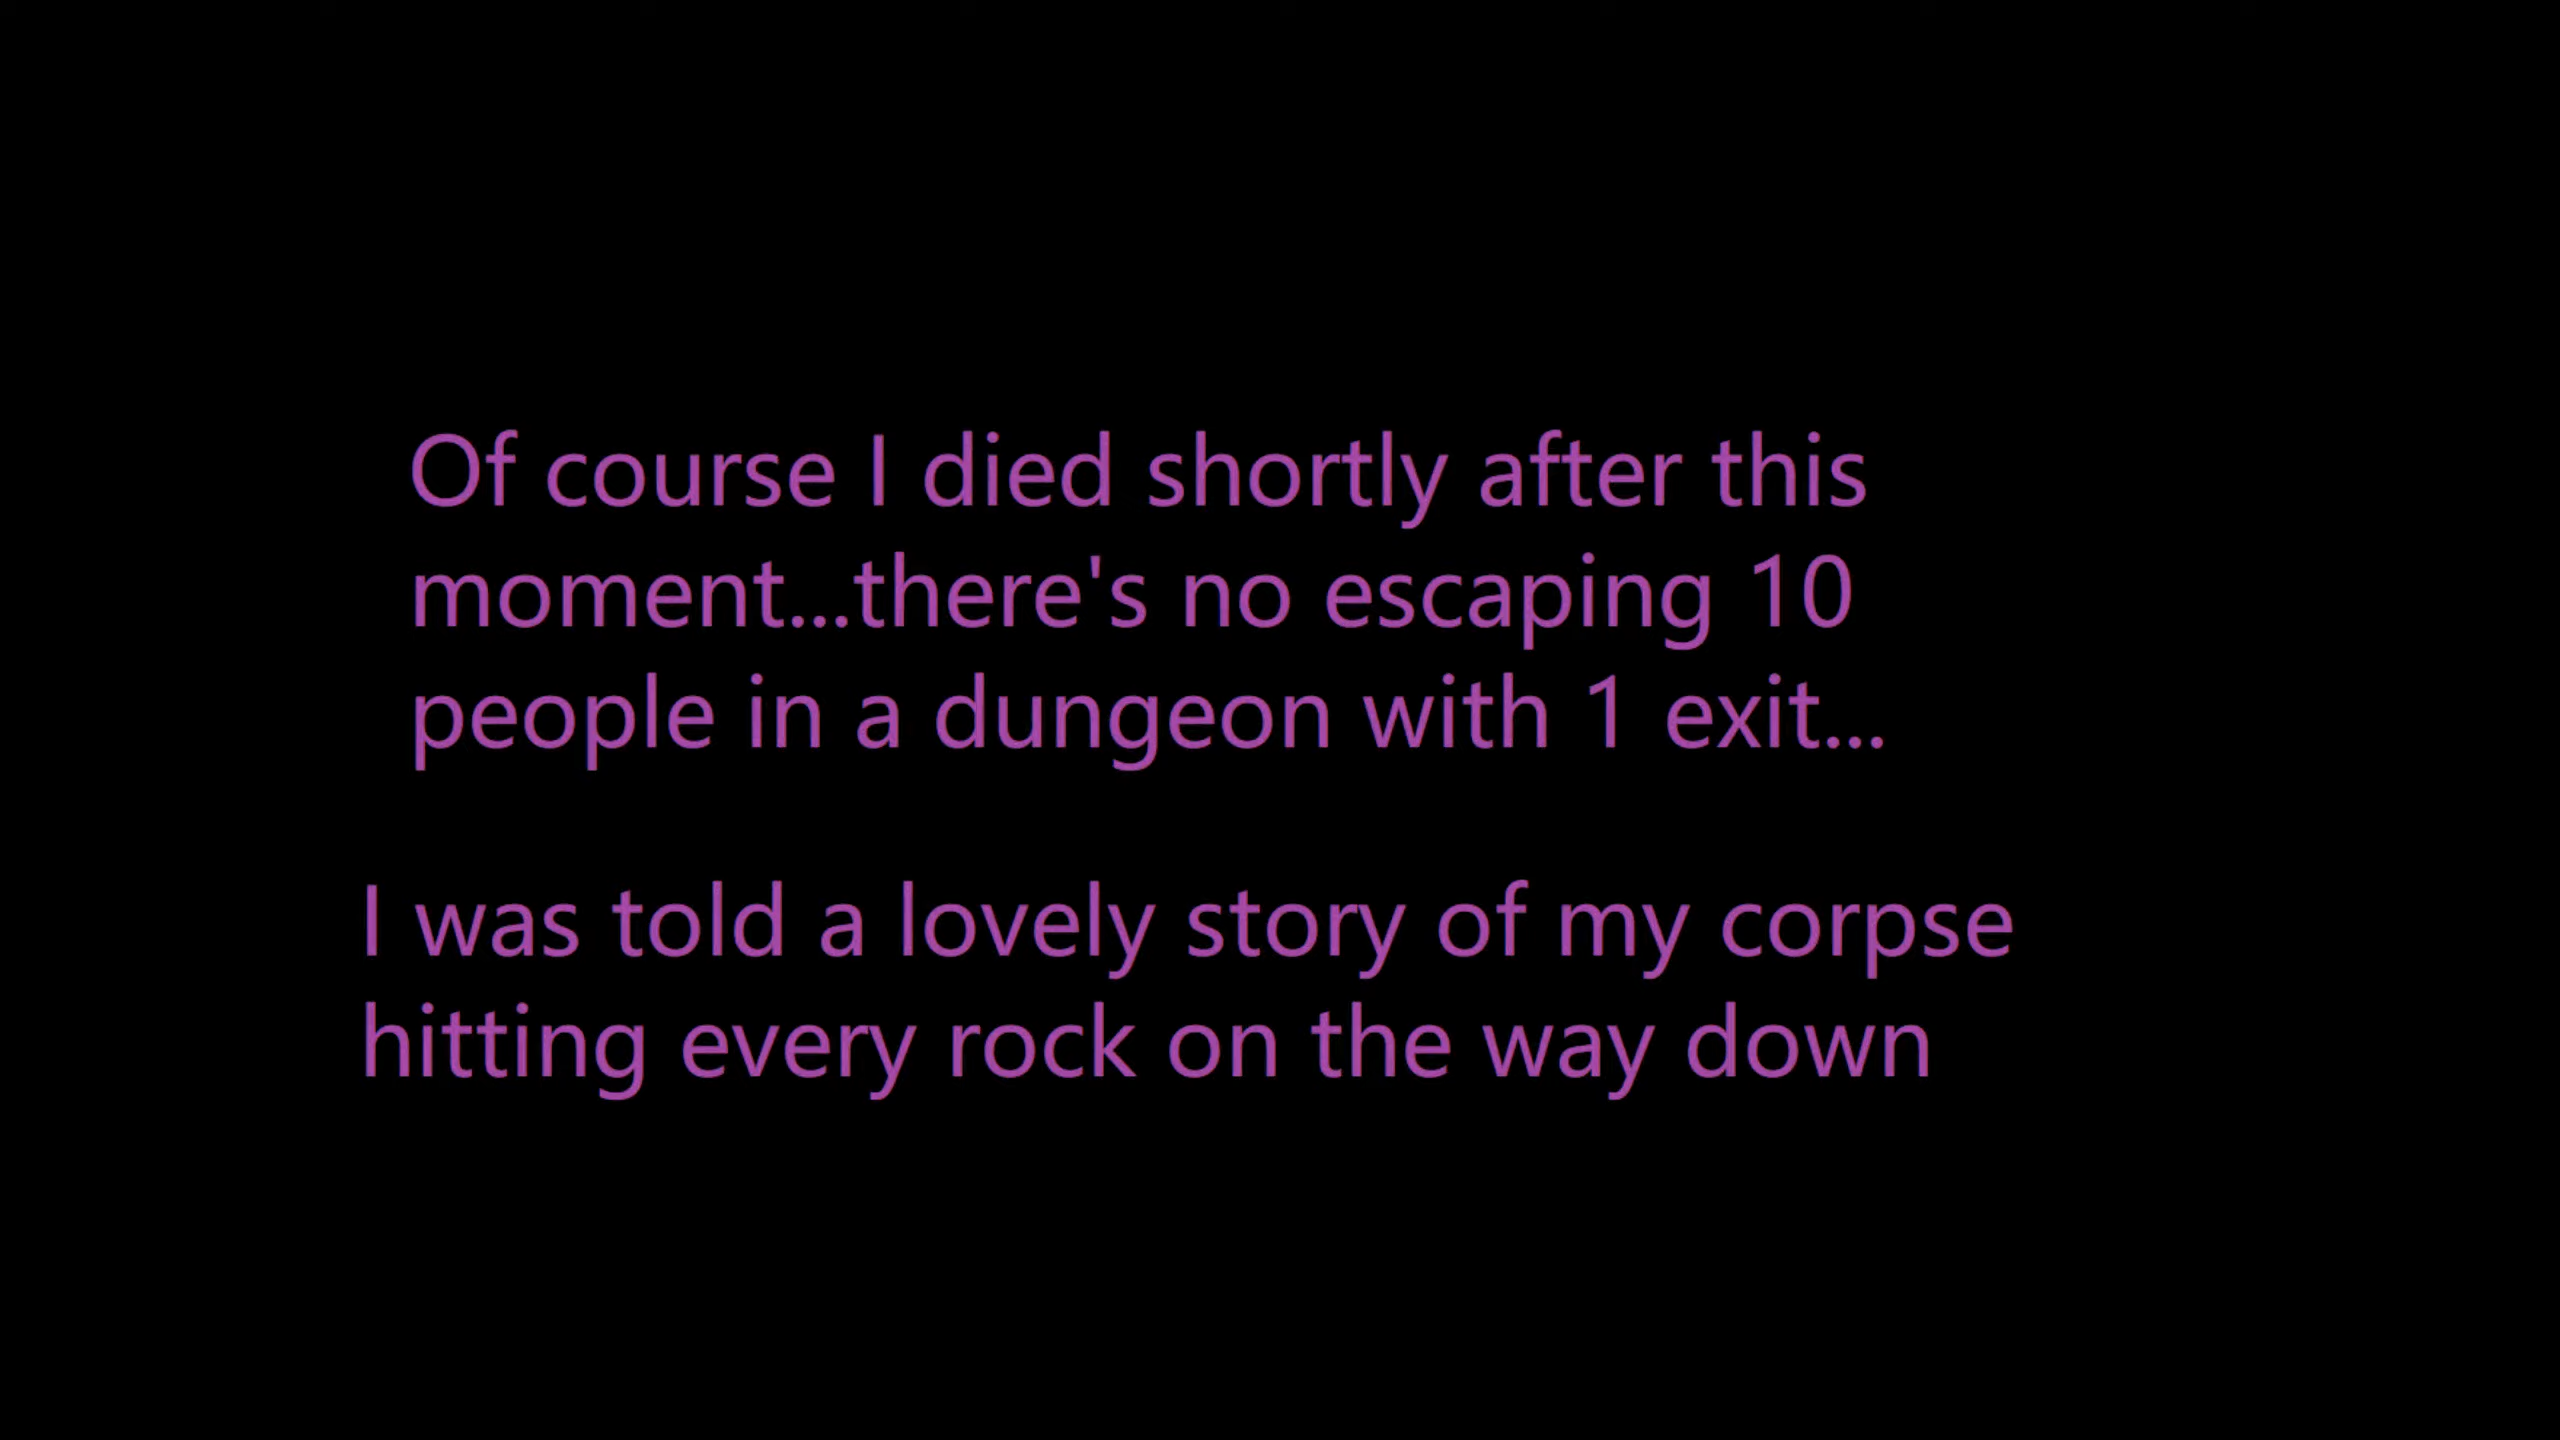 Of course I died shortly after this
moment...there's no escaping 10
people in a dungeon with 1 exit...
I was told a lovely story of my corpse
hitting every rock on the way down